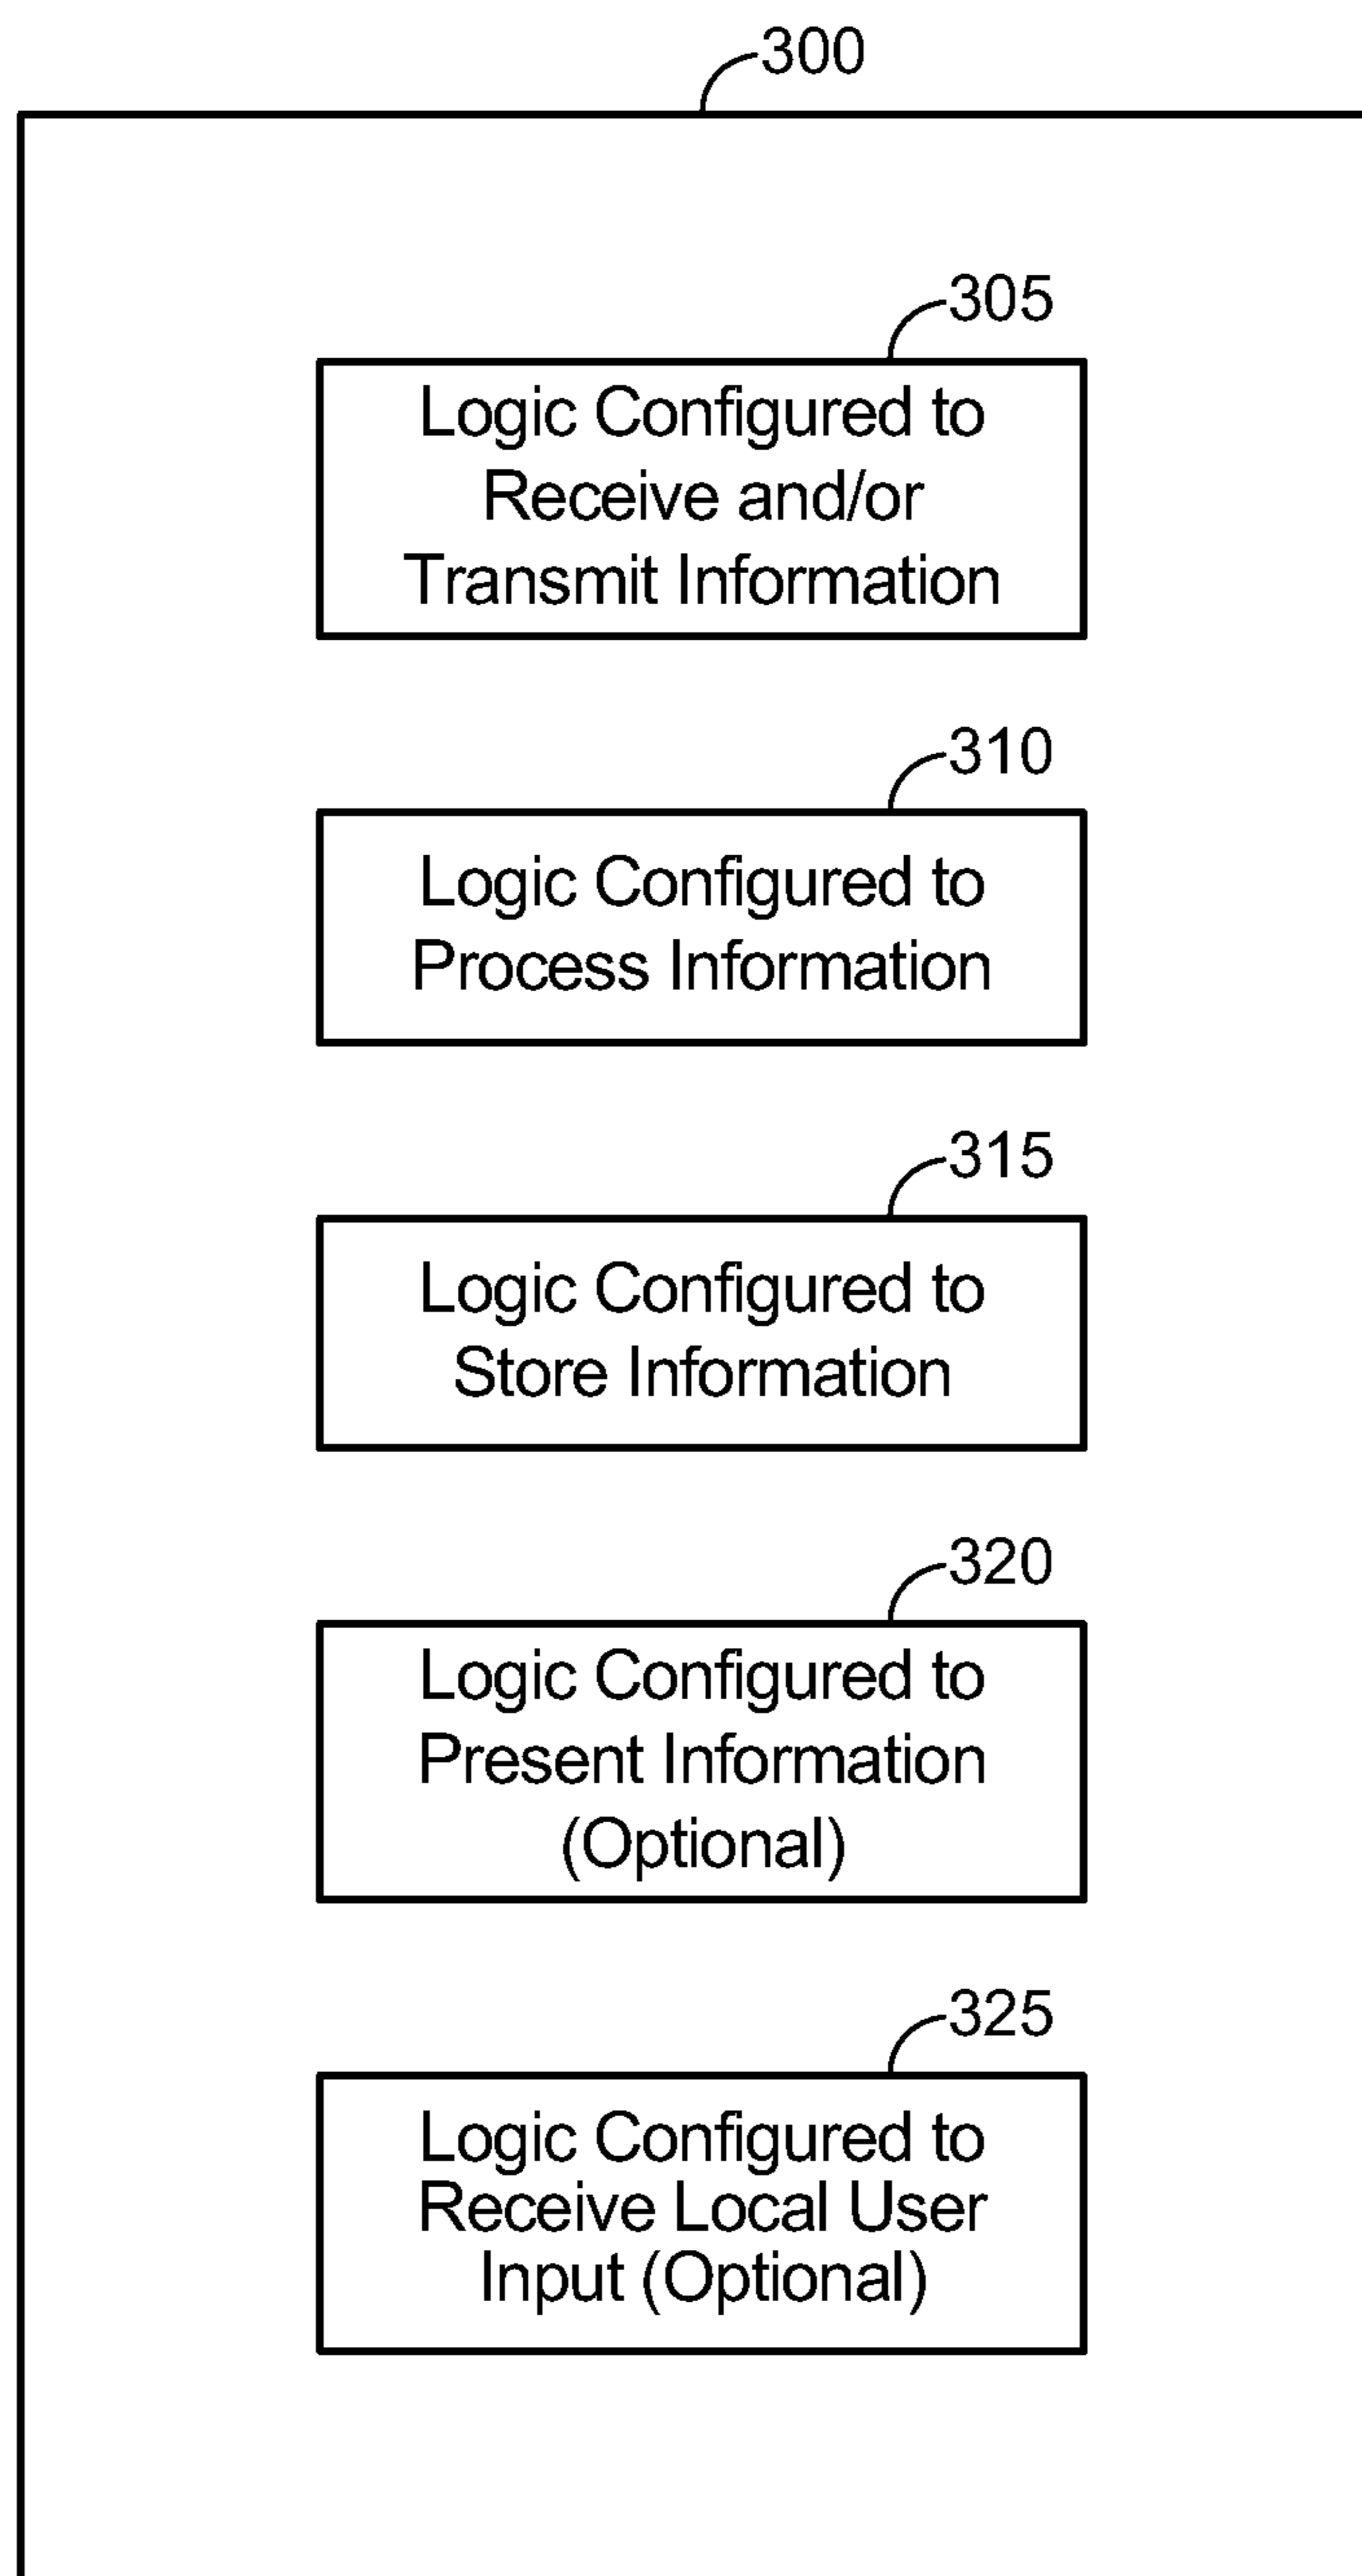 300
305
Logic Configured to
Receive and/or
Transmit Information
310
Logic Configured to
Process Information
315
Logic Configured to
Store Information
320
Logic Configured to
Present Information
(Optional)
325
Logic Configured to
Receive Local User
Input (Optional)